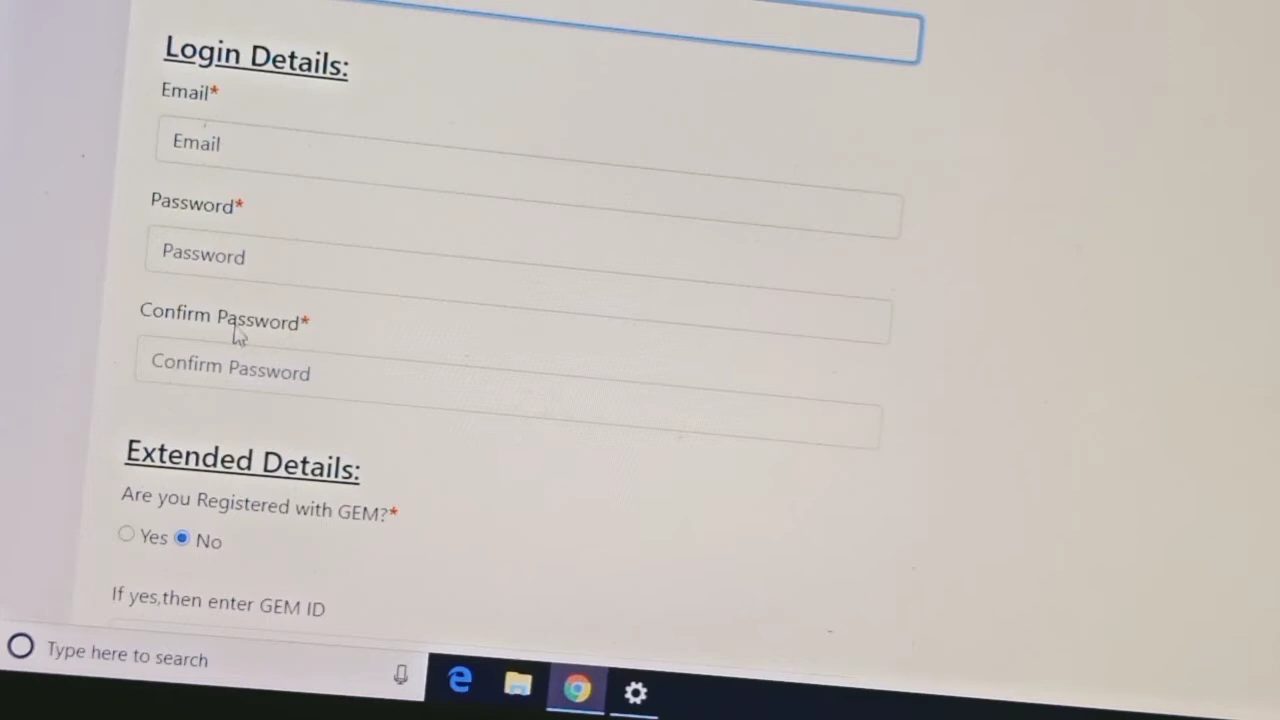 Login Details:
Email*
Email
Password*
Password
Confirm Password*
Confirm Password
Extended Details:
Are you Registered with GEM?*
Yes No
If yes,then enter GEM ID
Type here to search